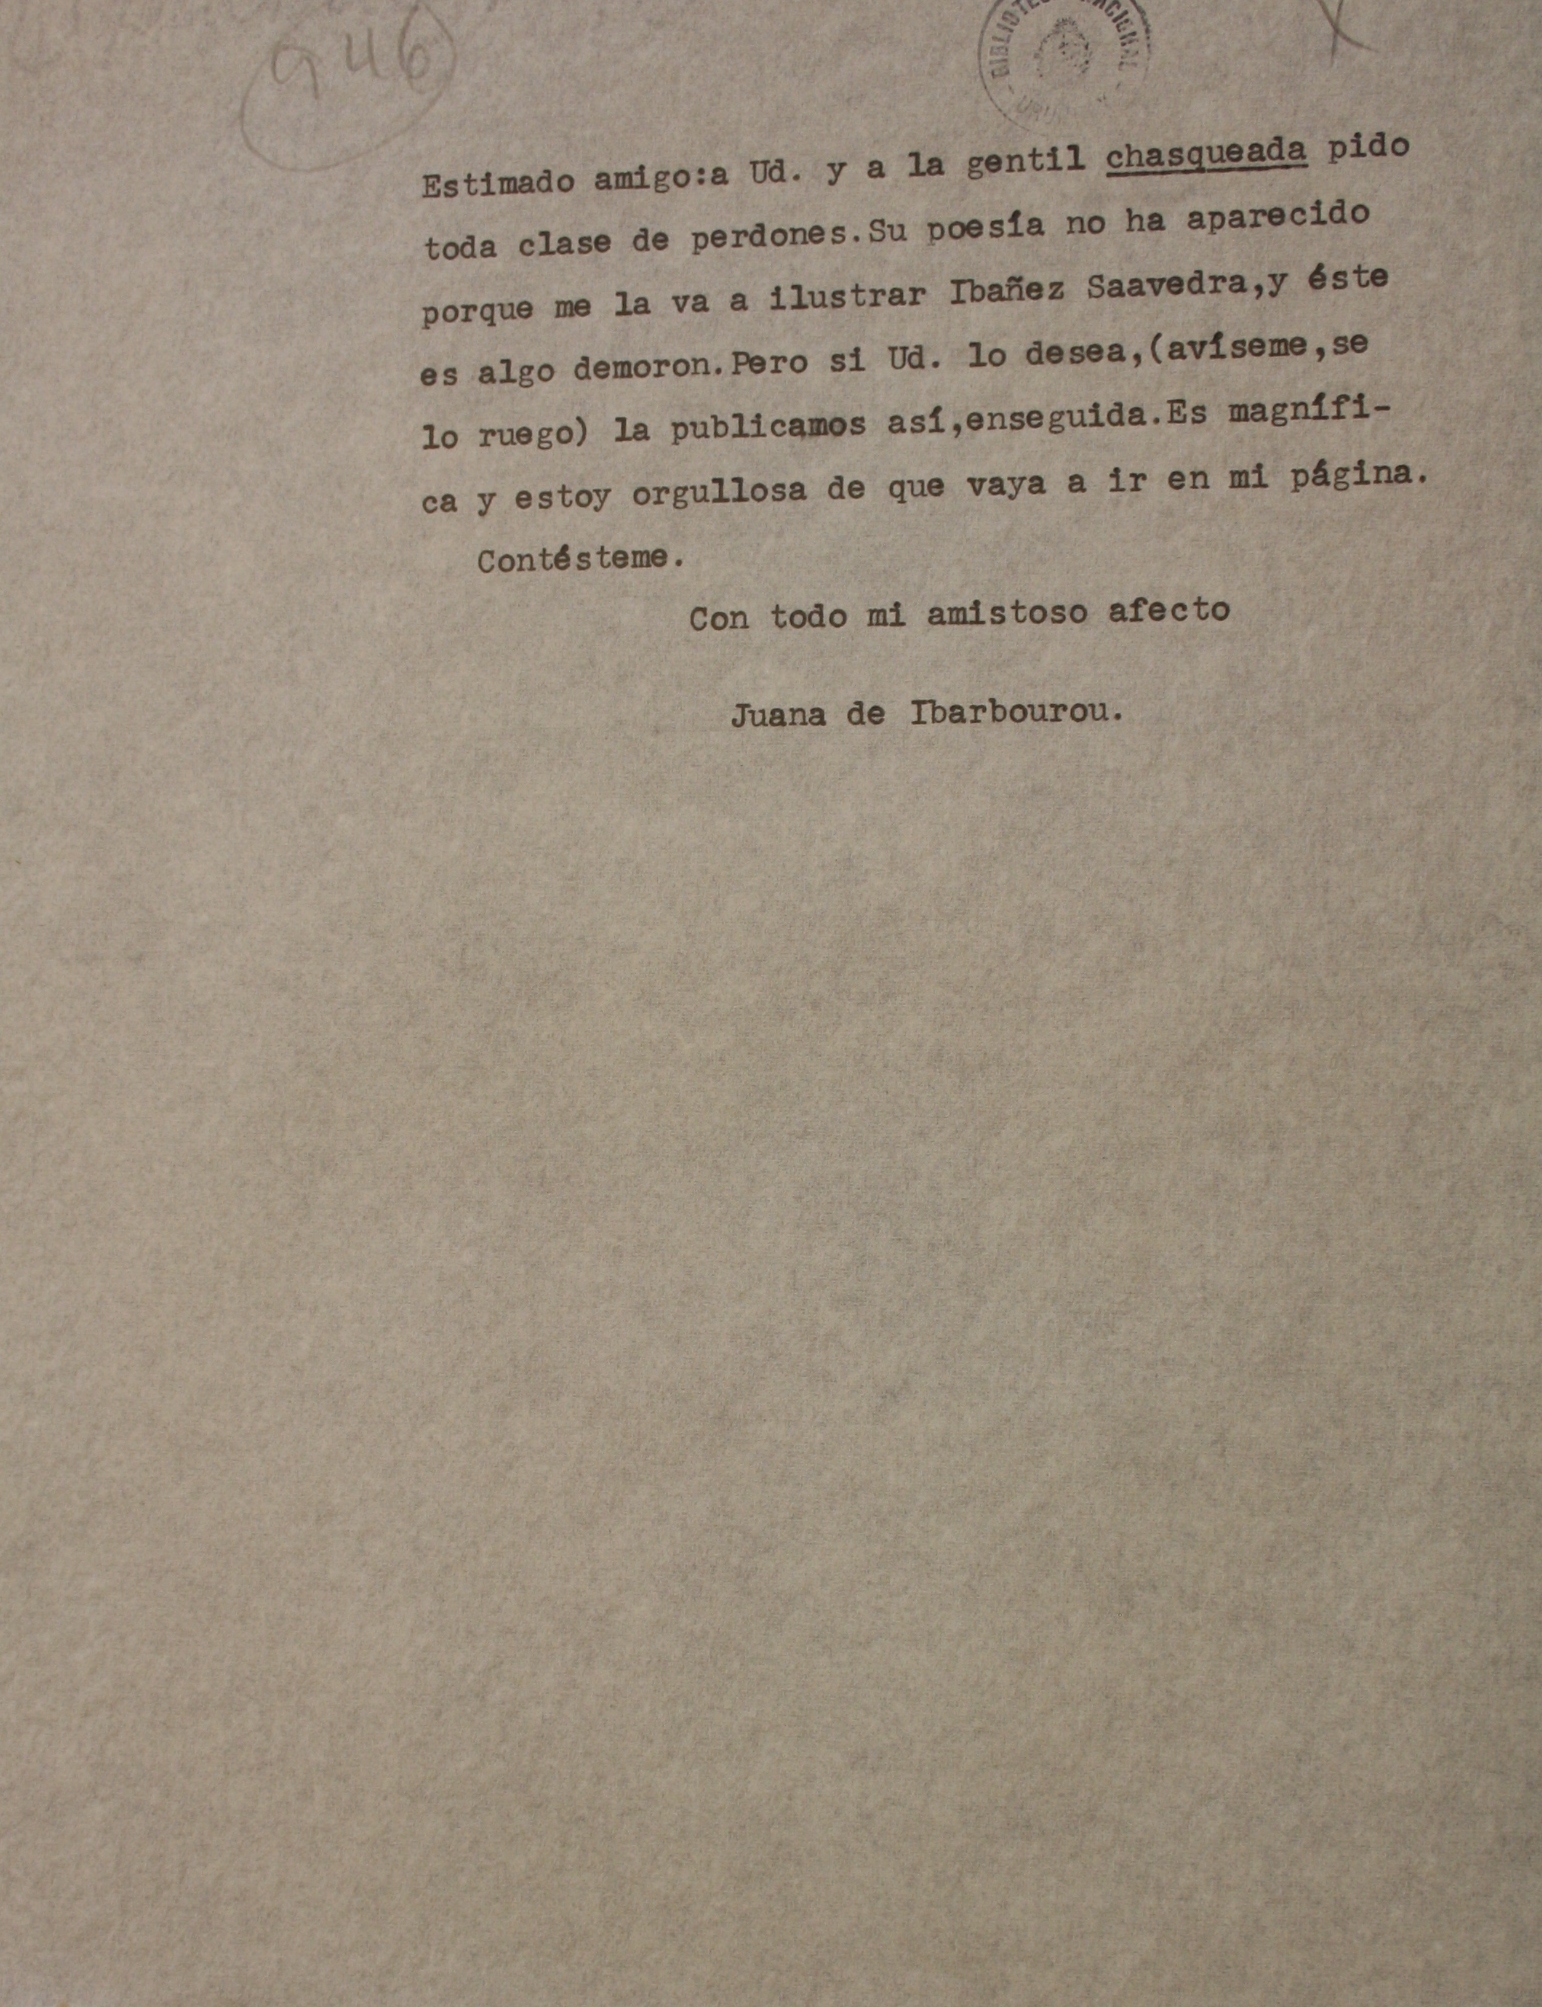 946
BIBLIOTECA NACIONAL
X
Estimado amigo:a Ud. y a la gentil chasqueada pido
toda clase de perdones.Su poesía no ha aparecido
porque me la va a ilustrar Ibañez Saavedra,y éste
es algo demoron.Pero si Ud. lo desea,(avíseme,se
lo ruego) la publicamos así,enseguida.Es magnífi-
ca y estoy orgullosa de que vaya a ir en mi página.
Contésteme.
Con todo mi amistoso afecto
Juana de Ibarbourou.